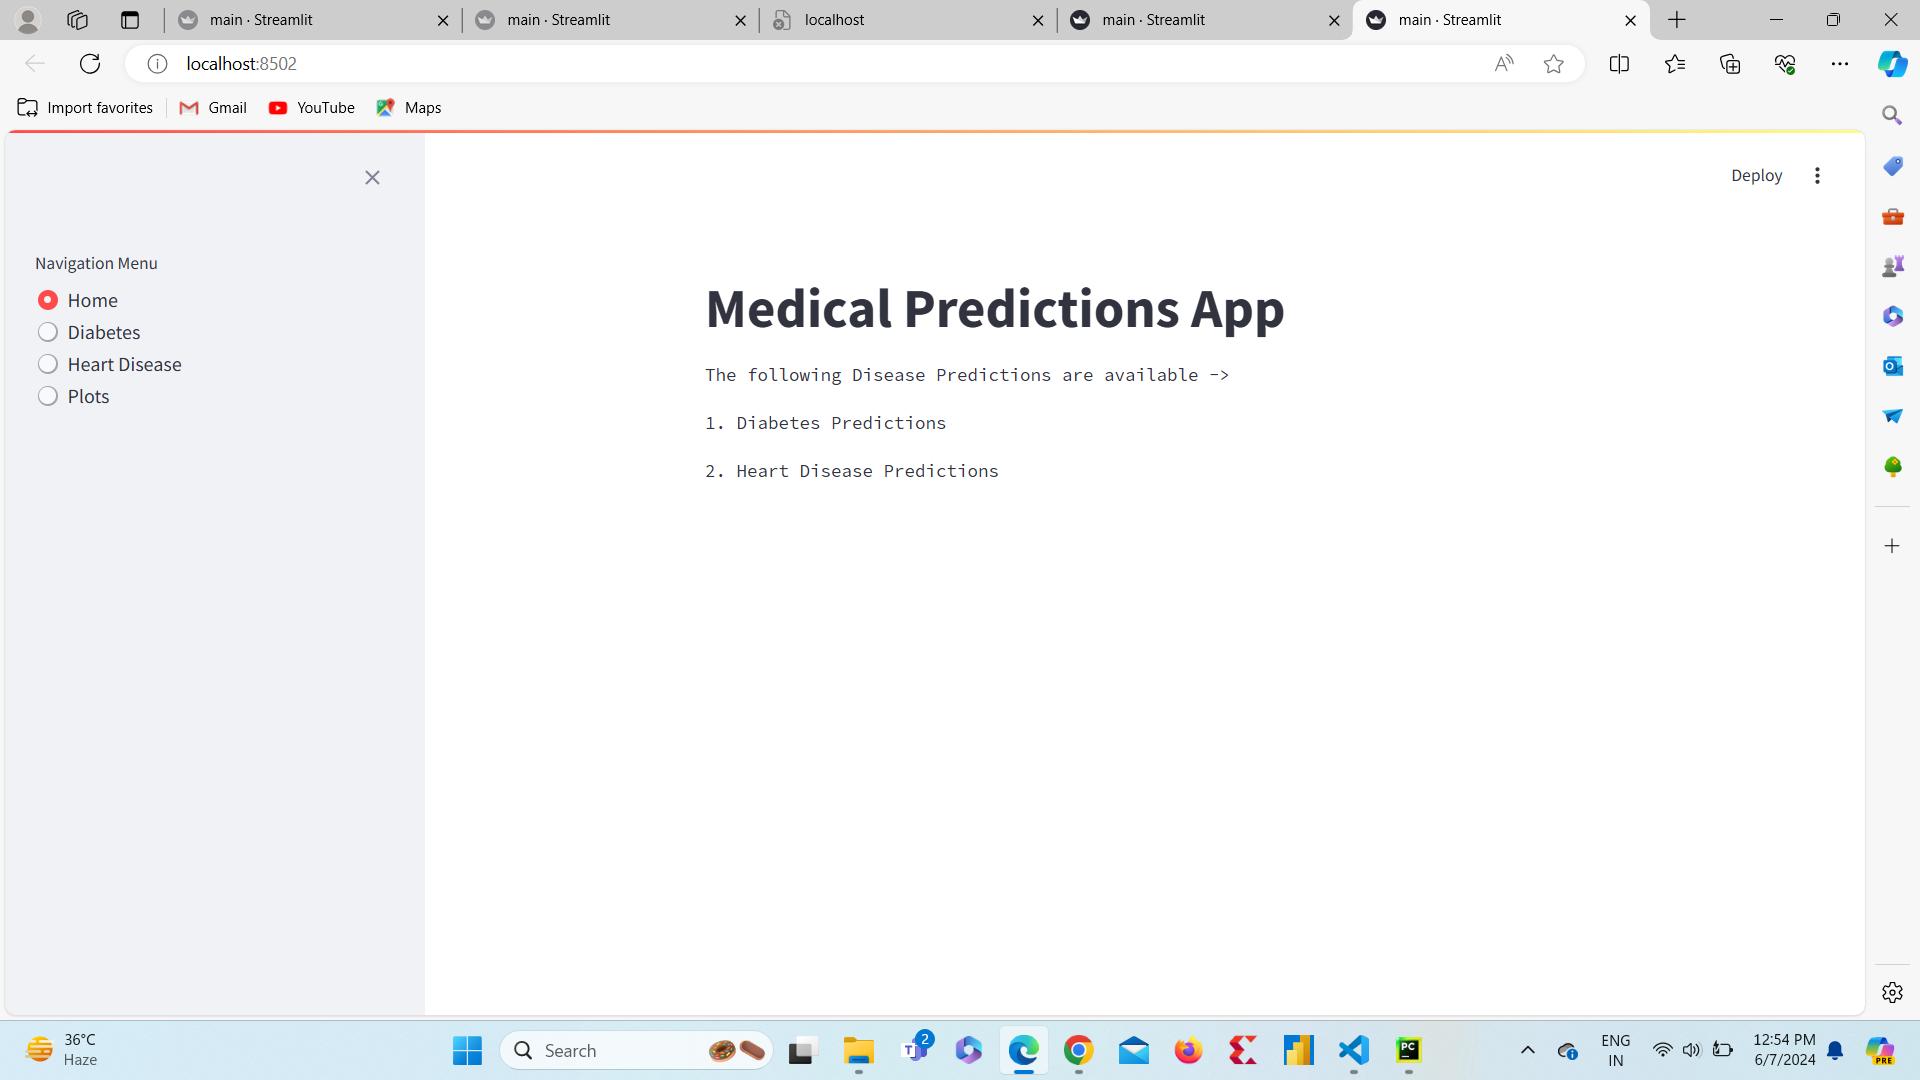 main · Streamlit
main · Streamlit
localhost
main · Streamlit
main · Streamlit
localhost:8502
Import favorites
Gmail
YouTube
Maps
Deploy
Navigation Menu
Home
Diabetes
Heart Disease
Plots
Medical Predictions App
The following Disease Predictions are available ->
1. Diabetes Predictions
2. Heart Disease Predictions
36°C
Haze
Search
2
PC
ENG
IN
12:54 PM
6/7/2024
PRE